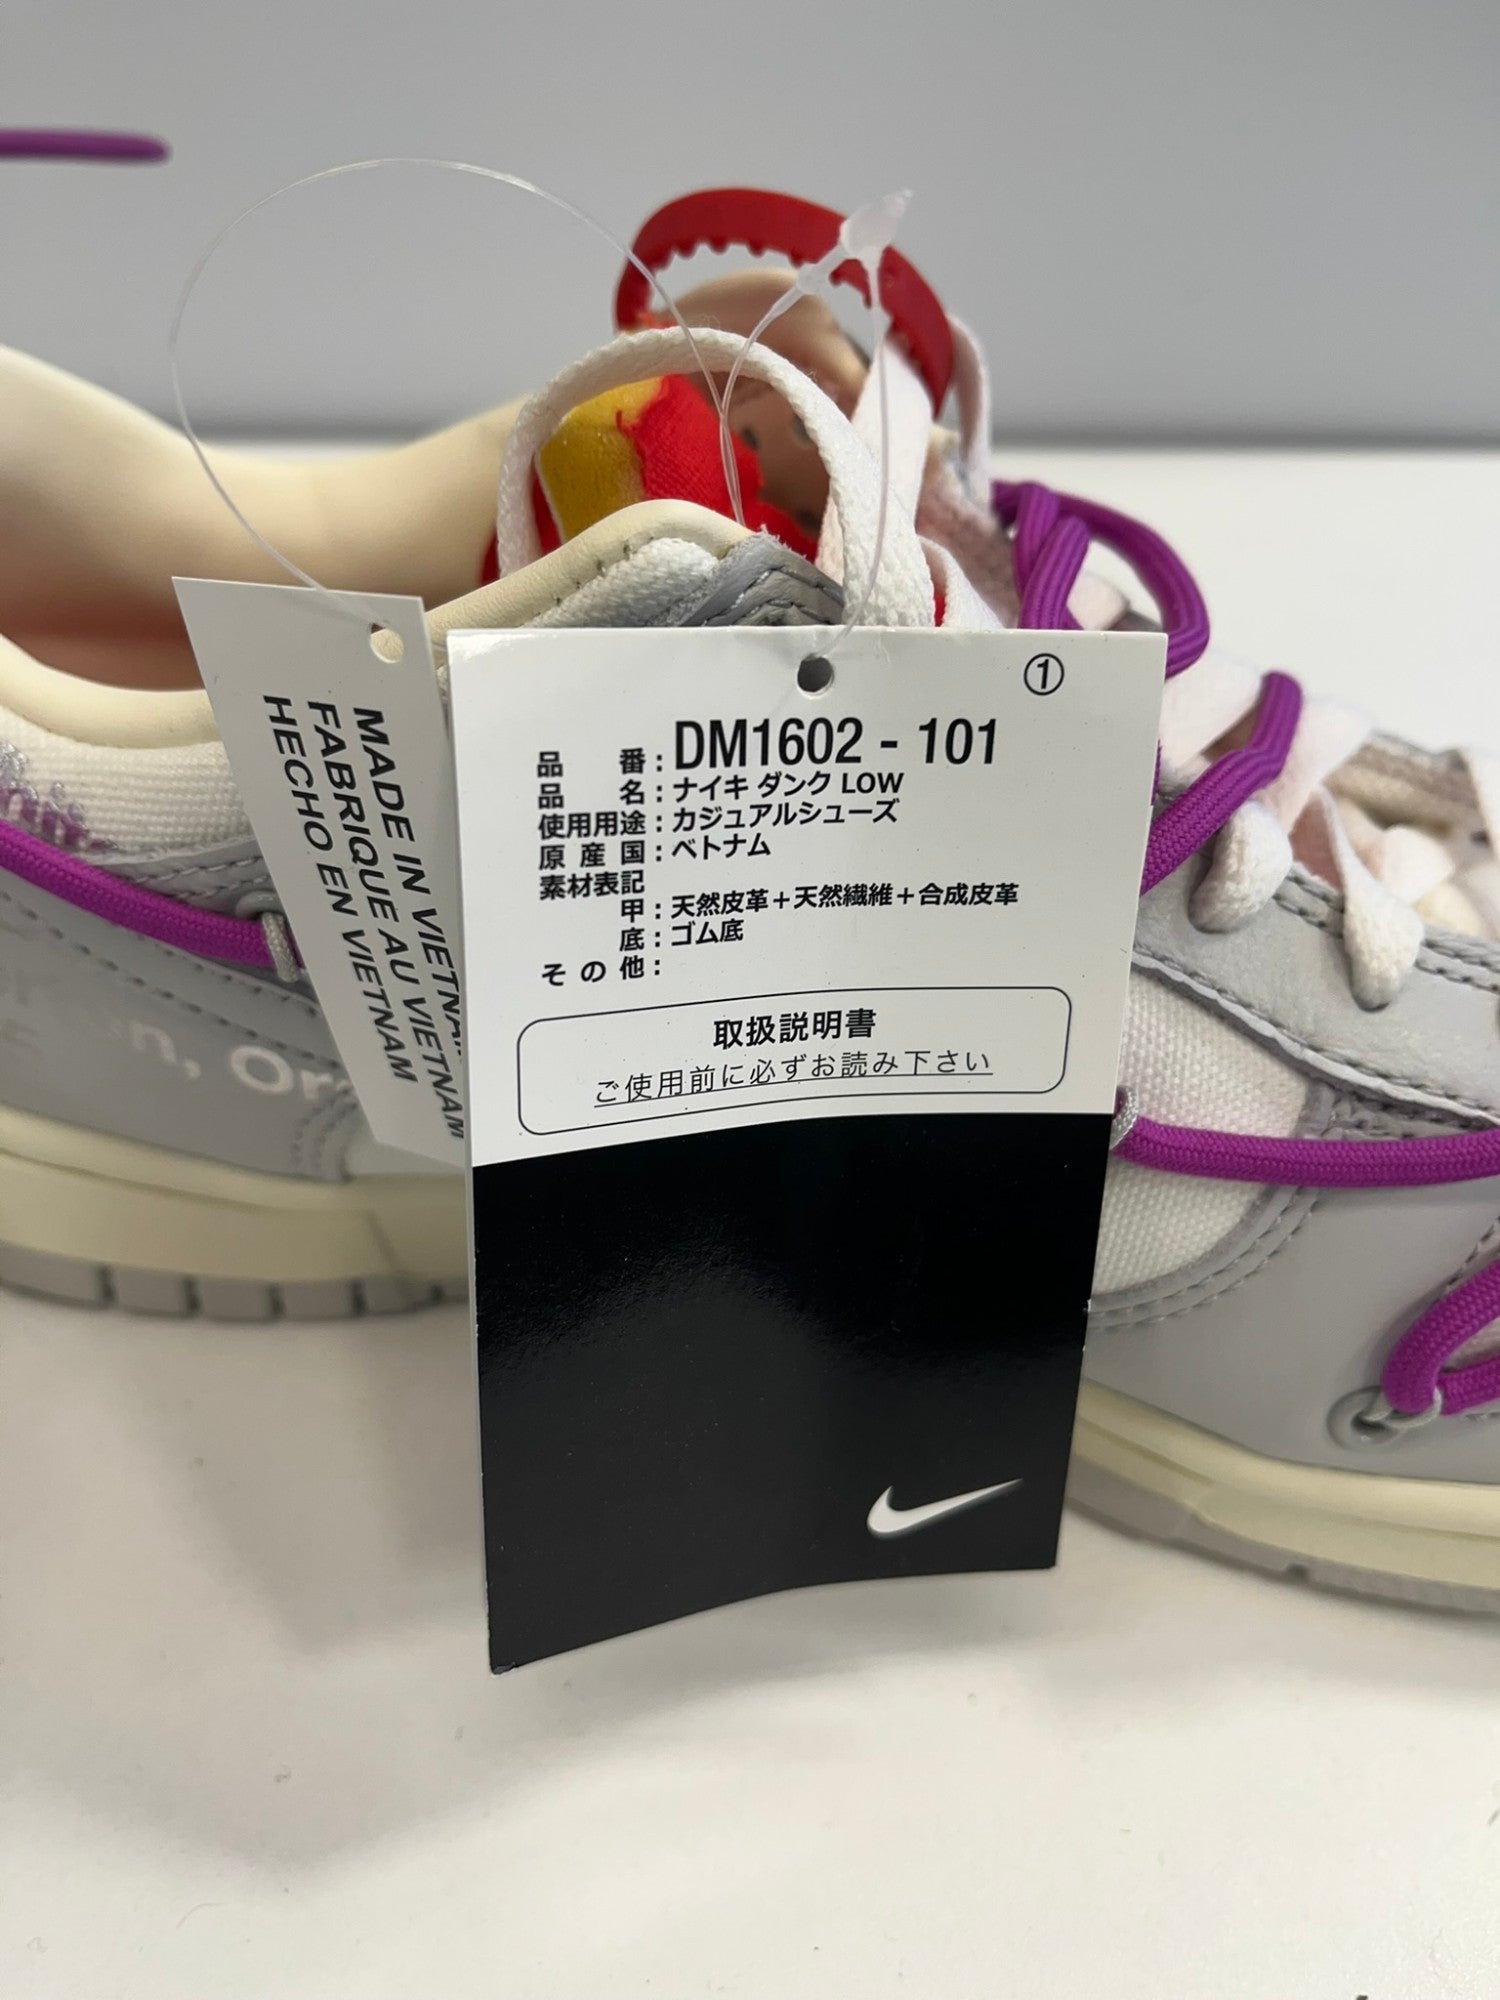 MADE IN VIETNAM
FABRIQUE AU VIETNAM
HECHO EN VIETNAM
①
品番：DM1602 - 101
品名：ナイキ ダンク LOW
使用用途：カジュアルシューズ
原産国：ベトナム
素材表記
甲：天然皮革＋天然繊維＋合成皮革
底：ゴム底
その他：
取扱説明書
ご使用前に必ずお読み下さい